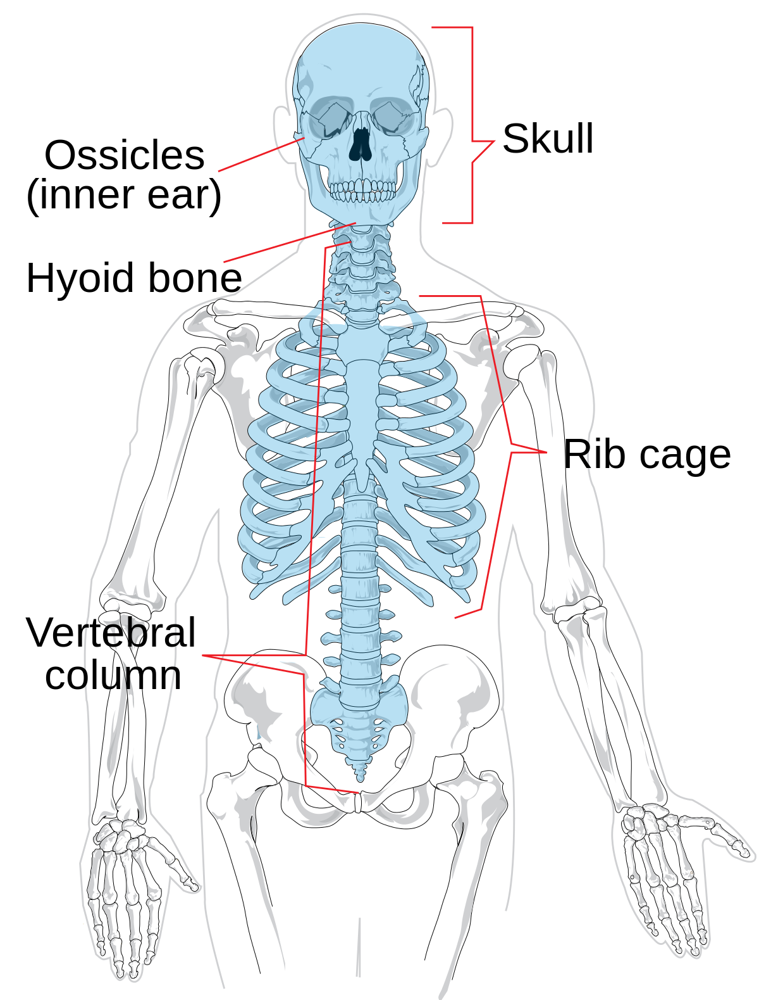 Skull
Ossicles
(inner ear)
Hyoid bone
Rib cage
Vertebral
column